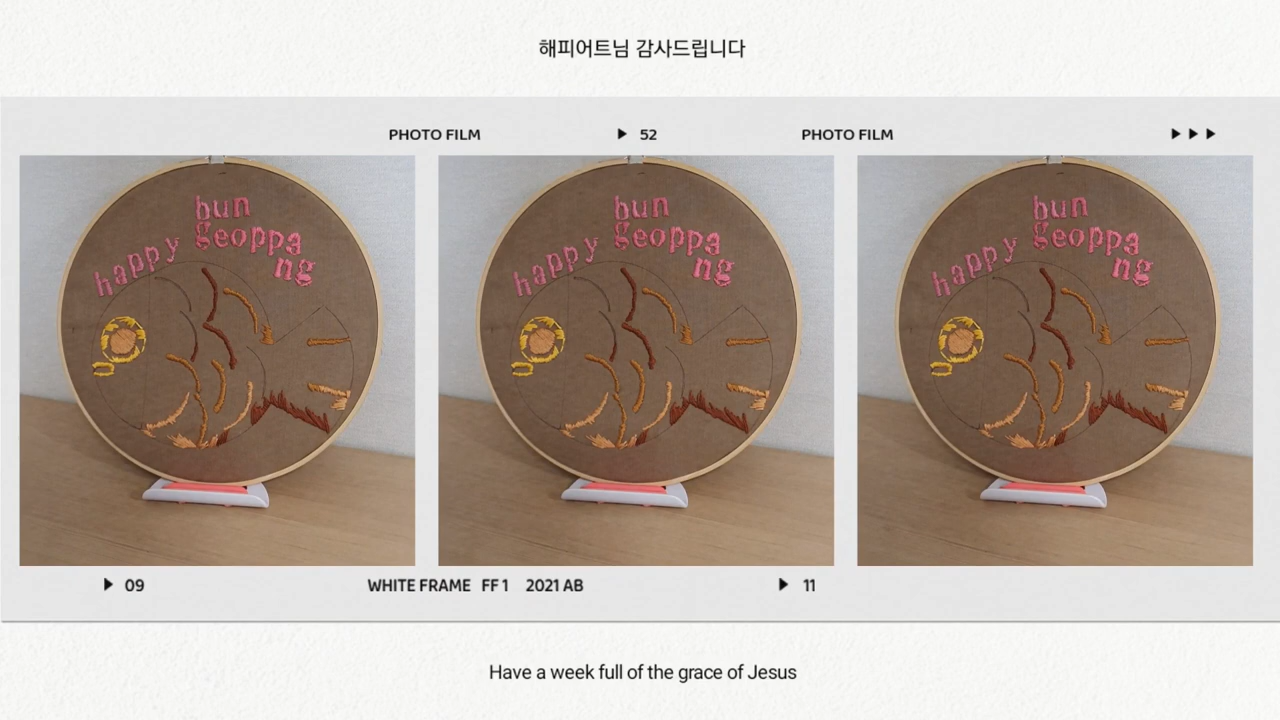 해피어트님 감사드립니다
PHOTO FILM ▶ 52 PHOTO FILM ▶ ▶ ▶
bun
geoppa
happy
ng
bun
geoppa
happy
ng
bun
geoppa
happy
ng
▶ 09 WHITE FRAME FF 1 2021 AB ▶ 11
Have a week full of the grace of Jesus